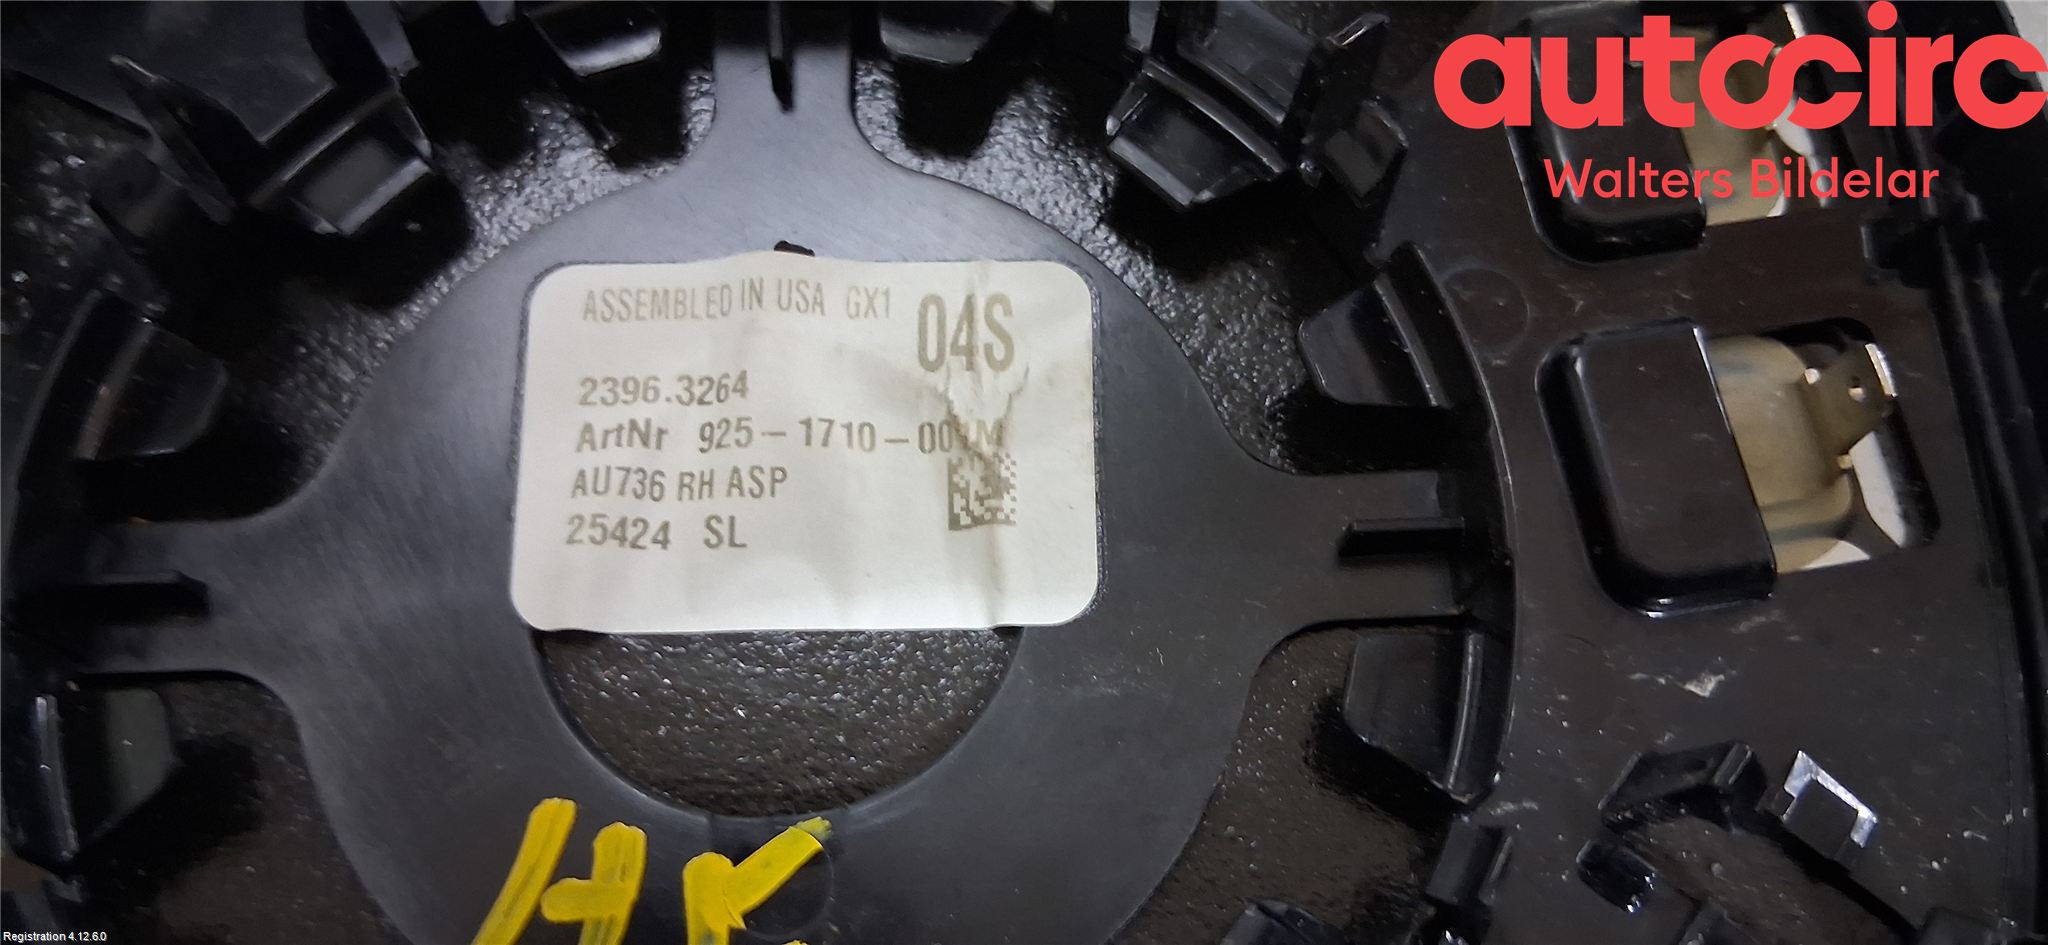 autocirc
Walters Bildelar
ASSEMBLED IN USA GX1
04S
2396.3264
ArtNr 925-1710-001M
AU736 RH ASP
25424 SL
Registration 4.12.6.0